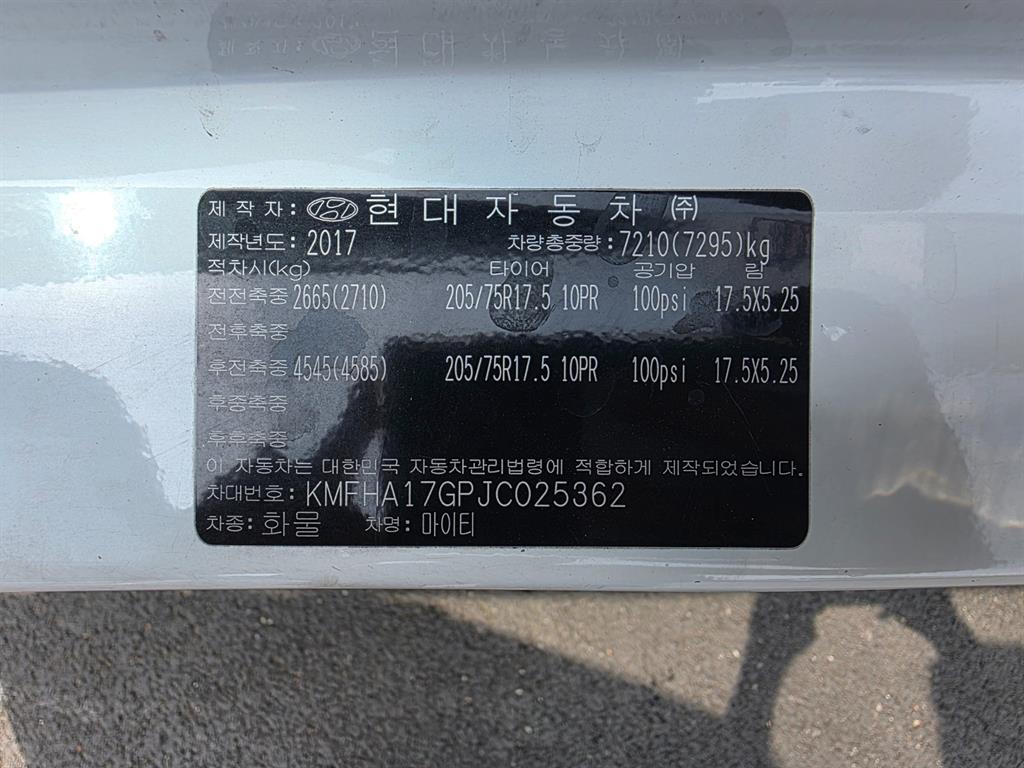 제 작 자 : 현 대 자 동 차 ㈜
제작년도 : 2017 차량총중량 : 7210(7295)kg
적차시(kg) 타이어 공기압 림
전전축중 2665(2710) 205/75R17.5 10PR 100psi 17.5X5.25
전후축중
후전축중 4545(4585) 205/75R17.5 10PR 100psi 17.5X5.25
후중축중
후후축중
이 자동차는 대한민국 자동차관리법령에 적합하게 제작되었습니다.
차대번호: KMFHA17GPJC025362
차종: 화물 차명: 마이티